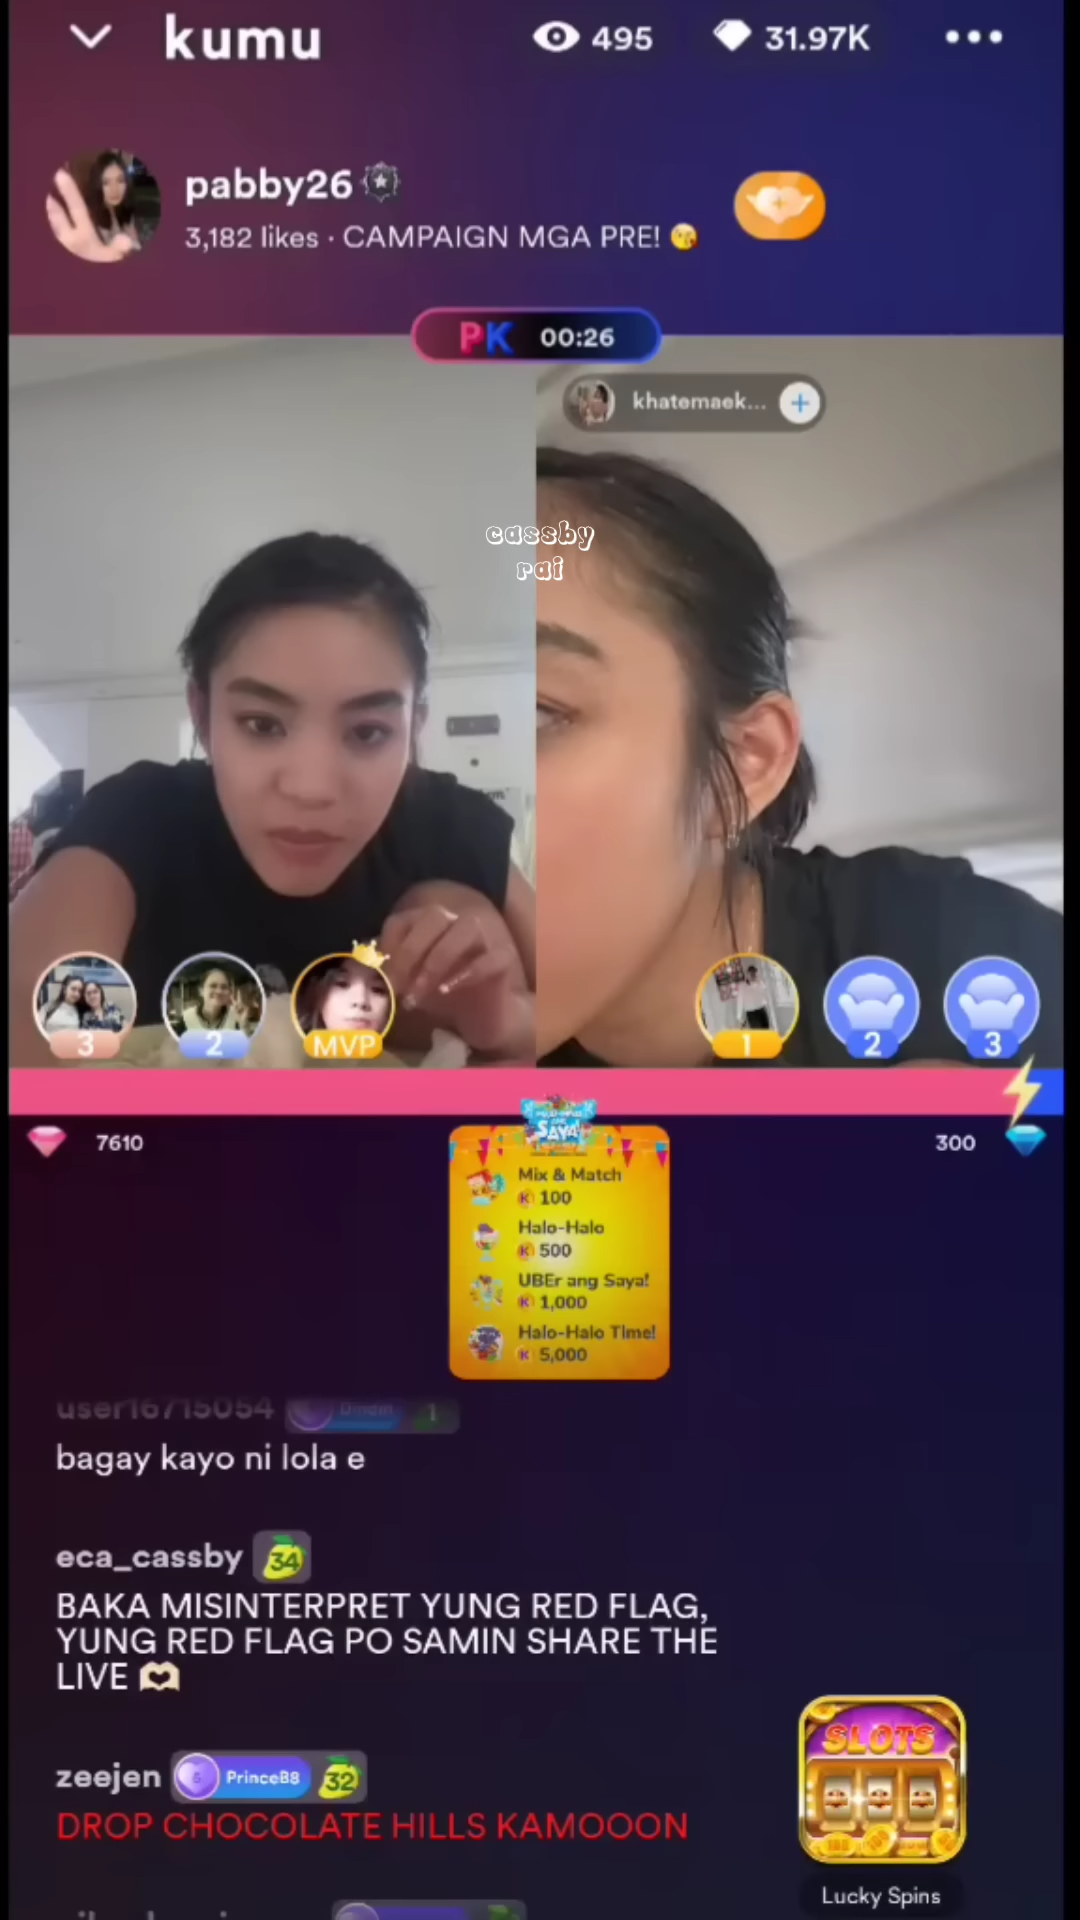 kumu 495 31.97K
pabby26
3,182 likes · CAMPAIGN MGA PRE! 😘
PK 00:26
khatemaek...
cassby
rai
3 2 MVP 1 2 3
7610 300
SAYA!
Mix & Match
K 100
Halo-Halo
K 500
UBEr ang Saya!
K 1,000
Halo-Halo TIme!
K 5,000
user16715054 1
bagay kayo ni lola e
eca_cassby 34
BAKA MISINTERPRET YUNG RED FLAG,
YUNG RED FLAG PO SAMIN SHARE THE
LIVE 🫶🏻
zeejen PrinceB8 32
DROP CHOCOLATE HILLS KAMOOON
SLOTS
Lucky Spins